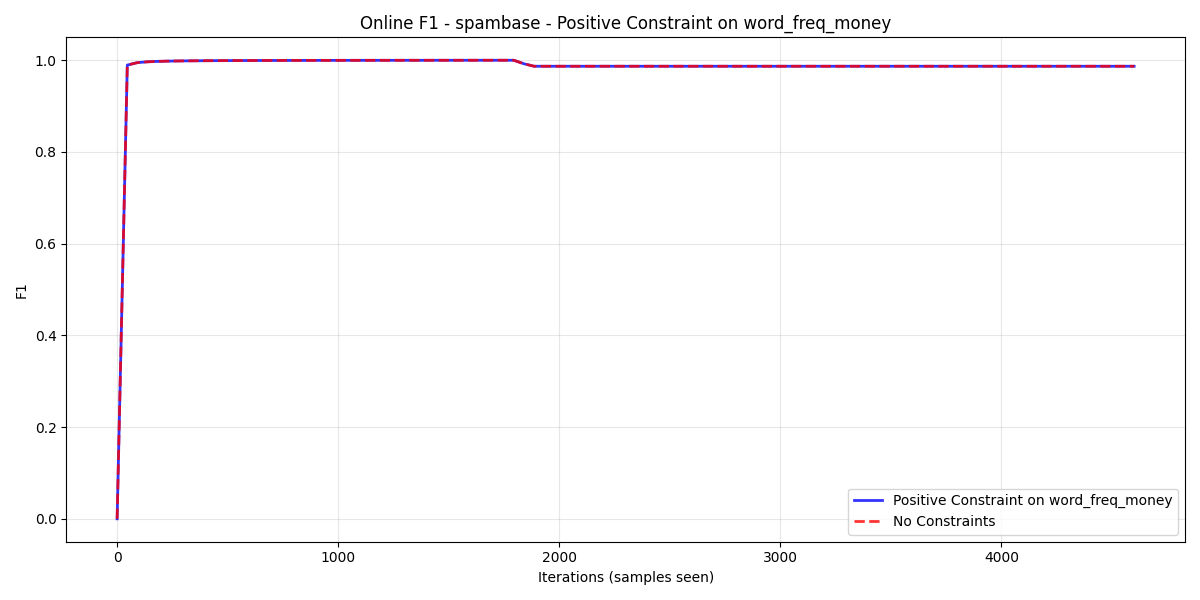 Online F1 - spambase - Positive Constraint on word_freq_money
1.0
0.8
0.6
0.4
0.2
0.0
F1
0 1000 2000 3000 4000
Iterations (samples seen)
Positive Constraint on word_freq_money
No Constraints